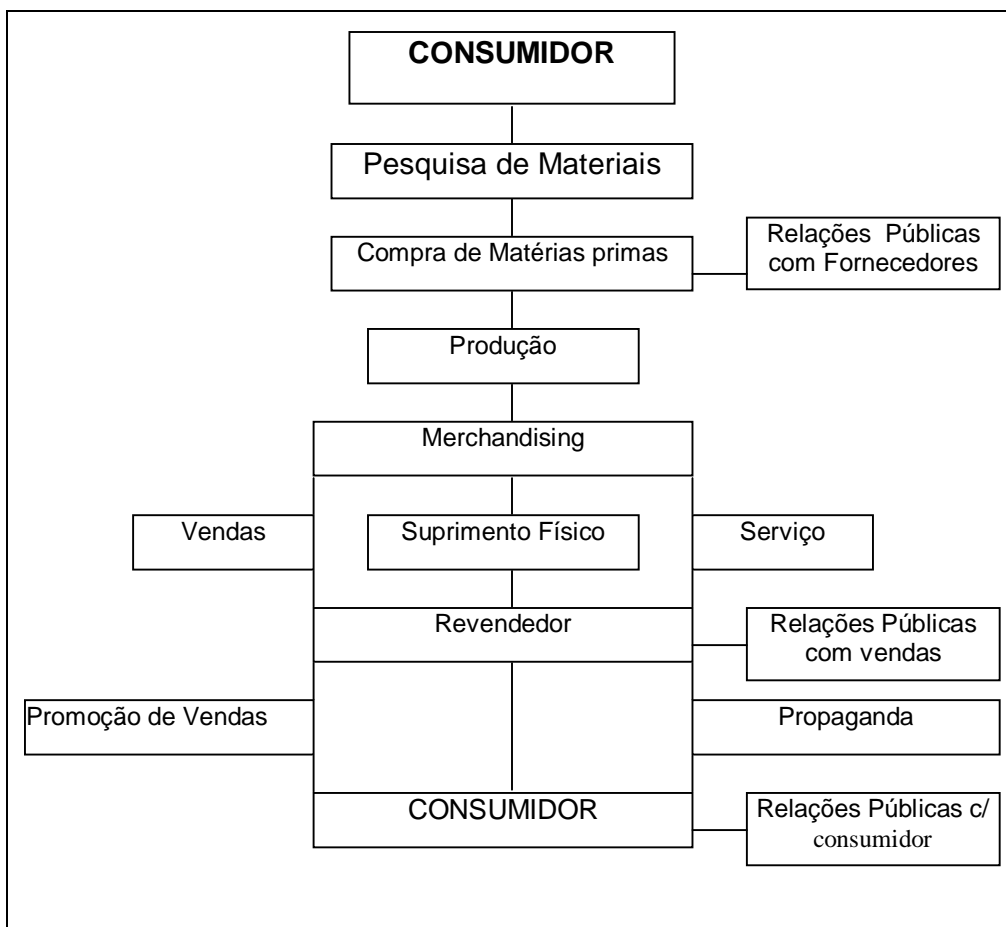 CONSUMIDOR
Pesquisa de Materiais
Compra de Matérias primas
Relações Públicas
com Fornecedores
Produção
Merchandising
Vendas
Suprimento Físico
Serviço
Revendedor
Relações Públicas
com vendas
Promoção de Vendas
Propaganda
CONSUMIDOR
Relações Públicas c/
consumidor